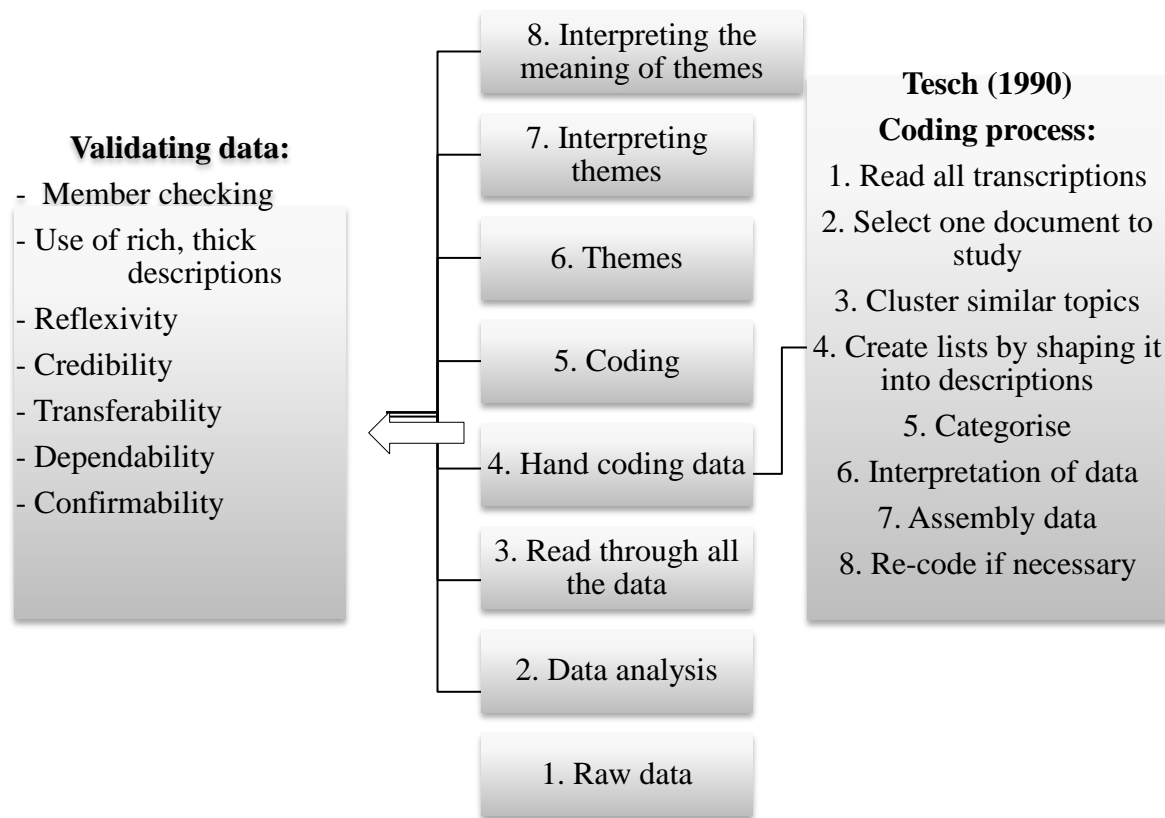 Validating data:
- Member checking
- Use of rich, thick
descriptions
- Reflexivity
- Credibility
- Transferability
- Dependability
- Confirmability
8. Interpreting the
meaning of themes
7. Interpreting
themes
6. Themes
5. Coding
4. Hand coding data
3. Read through all
the data
2. Data analysis
1. Raw data
Tesch (1990)
Coding process:
1. Read all transcriptions
2. Select one document to
study
3. Cluster similar topics
4. Create lists by shaping it
into descriptions
5. Categorise
6. Interpretation of data
7. Assembly data
8. Re-code if necessary